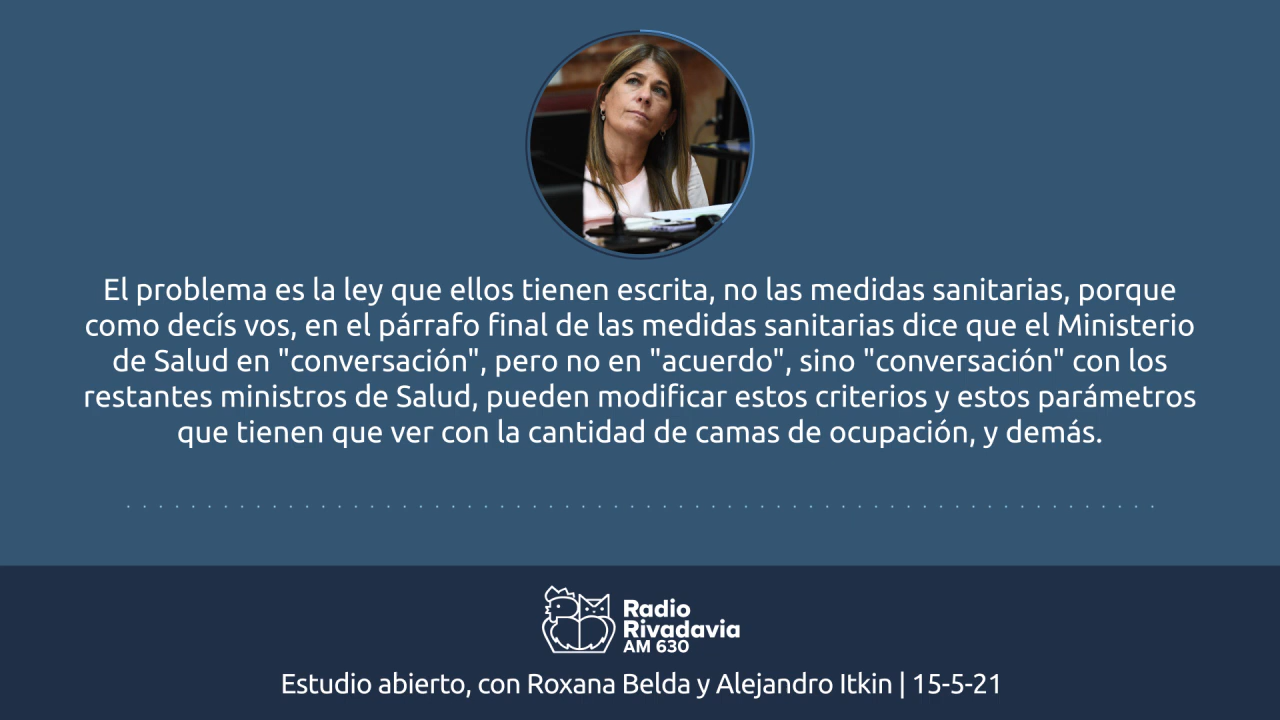 El problema es la ley que ellos tienen escrita, no las medidas sanitarias, porque
como decís vos, en el párrafo final de las medidas sanitarias dice que el Ministerio
de Salud en "conversación", pero no en "acuerdo", sino "conversación" con los
restantes ministros de Salud, pueden modificar estos criterios y estos parámetros
que tienen que ver con la cantidad de camas de ocupación, y demás.
Radio
Rivadavia
AM 630
Estudio abierto, con Roxana Belda y Alejandro Itkin | 15-5-21